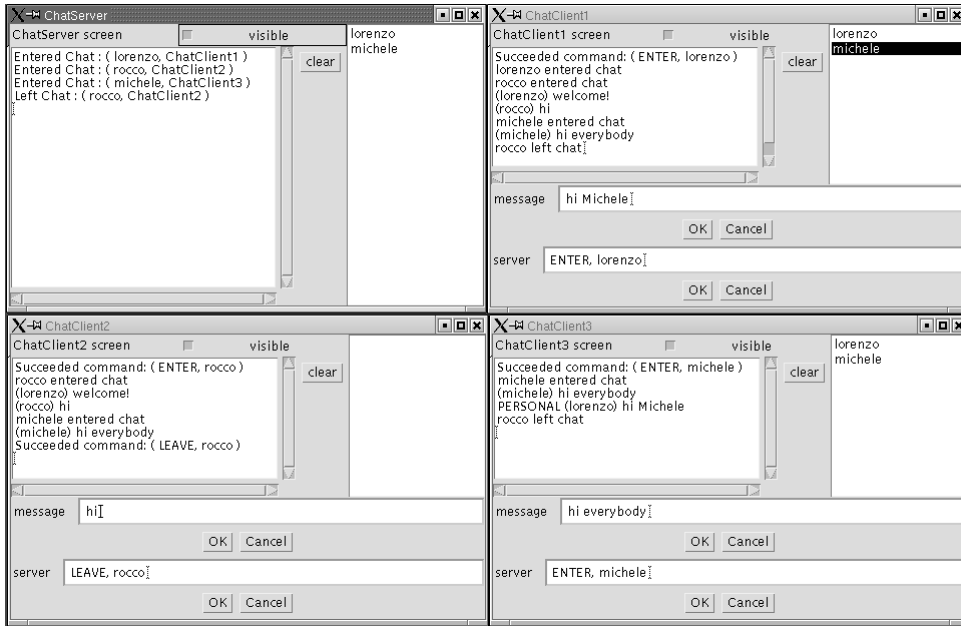 ChatServer
ChatServer screen visible
Entered Chat : ( lorenzo, ChatClient1 )
Entered Chat : ( rocco, ChatClient2 )
Entered Chat : ( michele, ChatClient3 )
Left Chat : ( rocco, ChatClient2 )
clear
lorenzo
michele
ChatClient1
ChatClient1 screen visible
Succeeded command: ( ENTER, lorenzo )
lorenzo entered chat
rocco entered chat
(lorenzo) welcome!
(rocco) hi
michele entered chat
(michele) hi everybody
rocco left chat
clear
lorenzo
michele
message hi Michele
OK Cancel
server ENTER, lorenzo
OK Cancel
ChatClient2
ChatClient2 screen visible
Succeeded command: ( ENTER, rocco )
rocco entered chat
(lorenzo) welcome!
(rocco) hi
michele entered chat
(michele) hi everybody
Succeeded command: ( LEAVE, rocco )
clear
message hi
OK Cancel
server LEAVE, rocco
OK Cancel
ChatClient3
ChatClient3 screen visible
Succeeded command: ( ENTER, michele )
michele entered chat
(michele) hi everybody
PERSONAL (lorenzo) hi Michele
rocco left chat
clear
lorenzo
michele
message hi everybody
OK Cancel
server ENTER, michele
OK Cancel